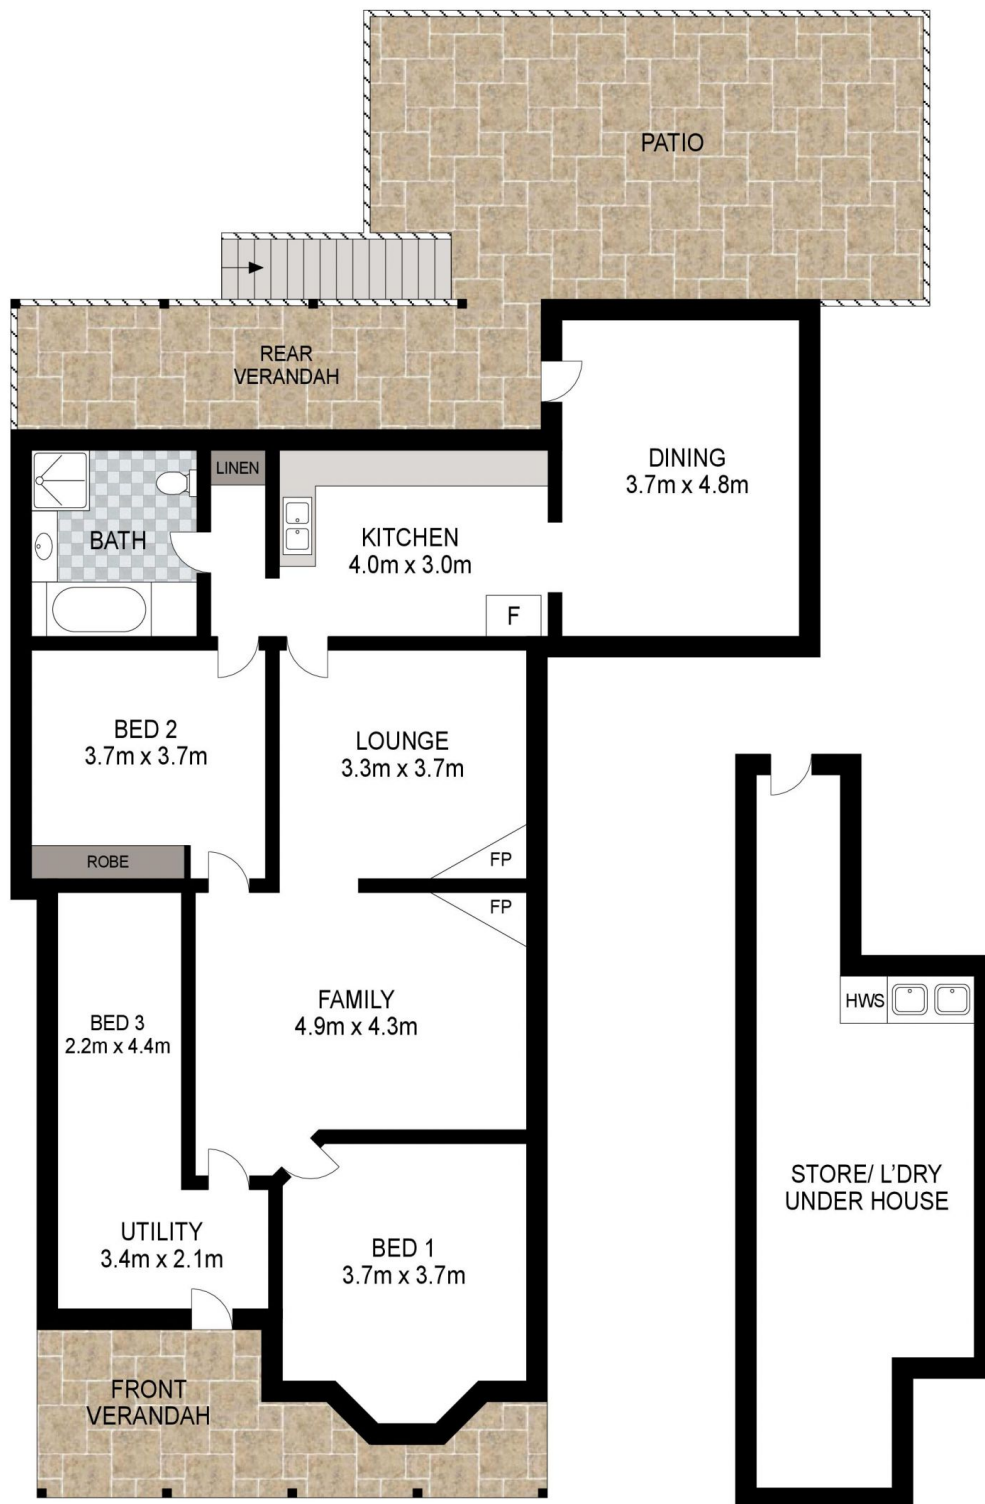 PATIO
REAR
VERANDAH
DINING
3.7m x 4.8m
LINEN
KITCHEN
4.0m x 3.0m
BATH
F
BED 2
3.7m x 3.7m
LOUNGE
3.3m x 3.7m
ROBE
FP
FP
FAMILY
4.9m x 4.3m
BED 3
2.2m x 4.4m
HWS
STORE/ L'DRY
UNDER HOUSE
UTILITY
3.4m x 2.1m
BED 1
3.7m x 3.7m
FRONT
VERANDAH